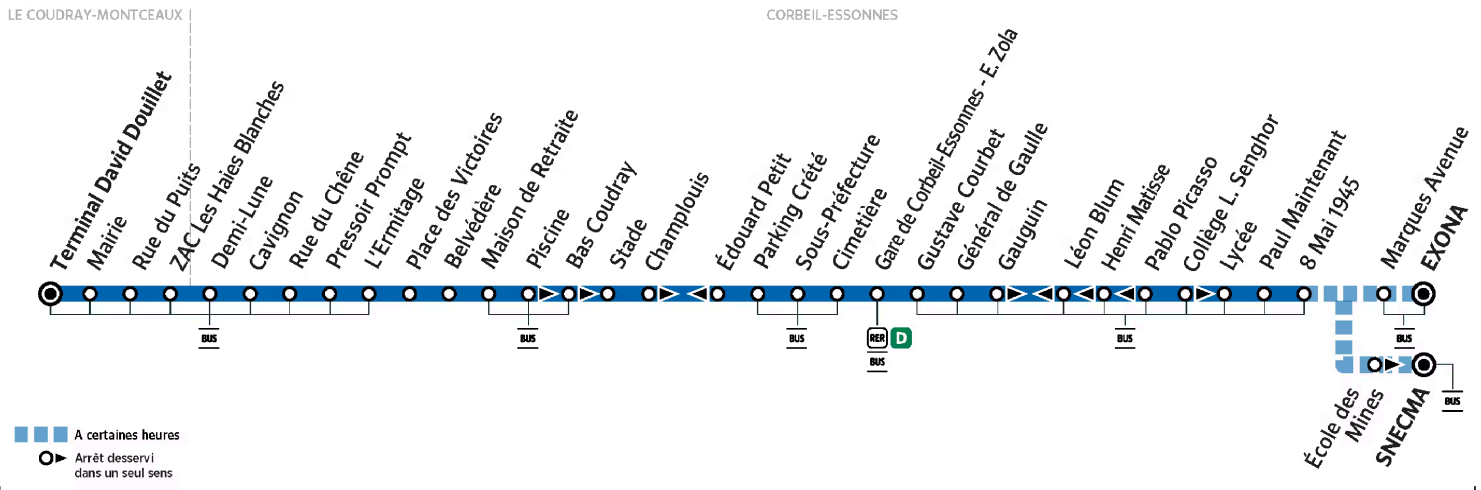 LE COUDRAY-MONTCEAUX
CORBEIL-ESSONNES
Terminal David Douillet
Mairie
Rue du Puits
ZAC Les Haies Blanches
Demi-Lune
Cavignon
Rue du Chêne
Pressoir Prompt
L'Ermitage
Place des Victoires
Belvédère
Maison de Retraite
Piscine
Bas Coudray
Stade
Champlouis
Édouard Petit
Parking Crété
Sous-Préfecture
Cimetière
Gare de Corbeil-Essonnes - E. Zola
Gustave Courbet
Général de Gaulle
Gauguin
Léon Blum
Henri Matisse
Pablo Picasso
Collège L. Senghor
Lycée
Paul Maintenant
8 Mai 1945
Marques Avenue
EXONA
BUS
BUS
BUS
RER D
BUS
BUS
BUS
École des
Mines
SNECMA
BUS
A certaines heures
Arrêt desservi
dans un seul sens